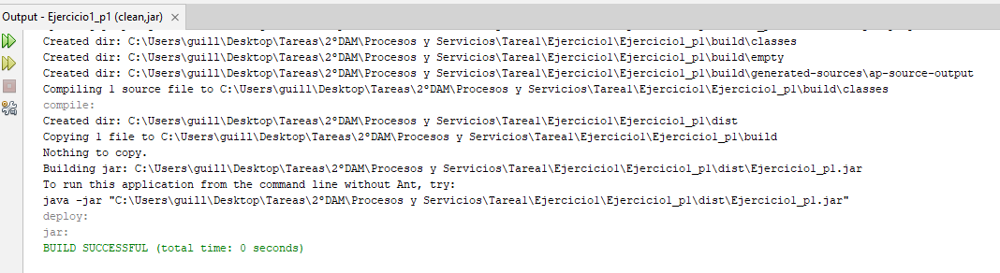 Output - Ejercicio1_p1 (clean,jar)
Created dir: C:\Users\guill\Desktop\Tareas\2ºDAM\Procesos y Servicios\Tarea1\Ejercicio1\Ejercicio1_p1\build\classes
Created dir: C:\Users\guill\Desktop\Tareas\2ºDAM\Procesos y Servicios\Tarea1\Ejercicio1\Ejercicio1_p1\build\empty
Created dir: C:\Users\guill\Desktop\Tareas\2ºDAM\Procesos y Servicios\Tarea1\Ejercicio1\Ejercicio1_p1\build\generated-sources\ap-source-output
Compiling 1 source file to C:\Users\guill\Desktop\Tareas\2ºDAM\Procesos y Servicios\Tarea1\Ejercicio1\Ejercicio1_p1\build\classes
compile:
Created dir: C:\Users\guill\Desktop\Tareas\2ºDAM\Procesos y Servicios\Tarea1\Ejercicio1\Ejercicio1_p1\dist
Copying 1 file to C:\Users\guill\Desktop\Tareas\2ºDAM\Procesos y Servicios\Tarea1\Ejercicio1\Ejercicio1_p1\build
Nothing to copy.
Building jar: C:\Users\guill\Desktop\Tareas\2ºDAM\Procesos y Servicios\Tarea1\Ejercicio1\Ejercicio1_p1\dist\Ejercicio1_p1.jar
To run this application from the command line without Ant, try:
java -jar "C:\Users\guill\Desktop\Tareas\2ºDAM\Procesos y Servicios\Tarea1\Ejercicio1\Ejercicio1_p1\dist\Ejercicio1_p1.jar"
deploy:
jar:
BUILD SUCCESSFUL (total time: 0 seconds)